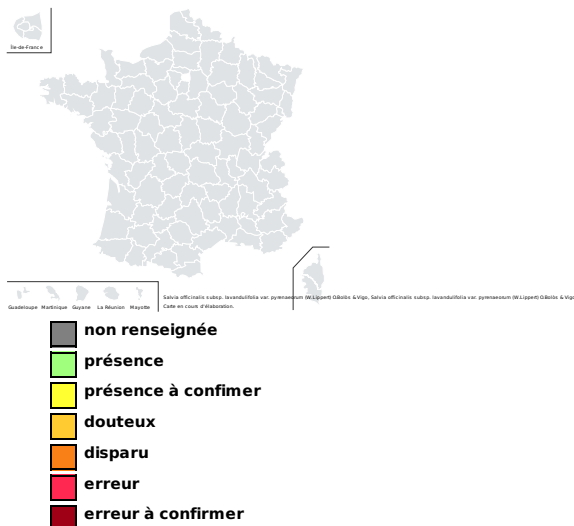 Île-de-France
Guadeloupe Martinique Guyane La Réunion Mayotte
Salvia officinalis subsp. lavandulifolia var. pyrenaeorum (W.Lippert) O.Bolòs & Vigo, Salvia officinalis subsp. lavandulifolia var. pyrenaeorum (W.Lippert) O.Bolòs & Vigo
Carte en cours d'élaboration.
non renseignée
présence
présence à confimer
douteux
disparu
erreur
erreur à confirmer